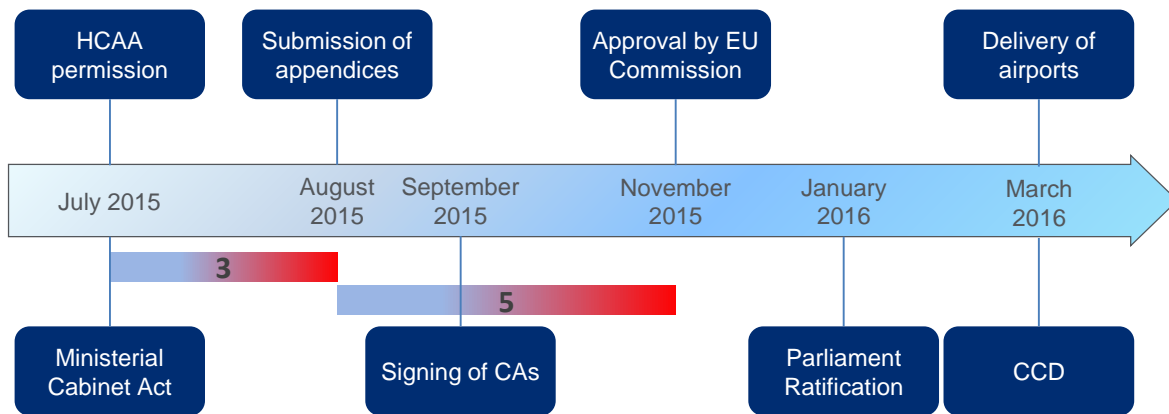 HCAA
permission
Submission of
appendices
Approval by EU
Commission
Delivery of
airports
July 2015
August
2015
September
2015
November
2015
January
2016
March
2016
3
5
Ministerial
Cabinet Act
Signing of CAs
Parliament
Ratification
CCD